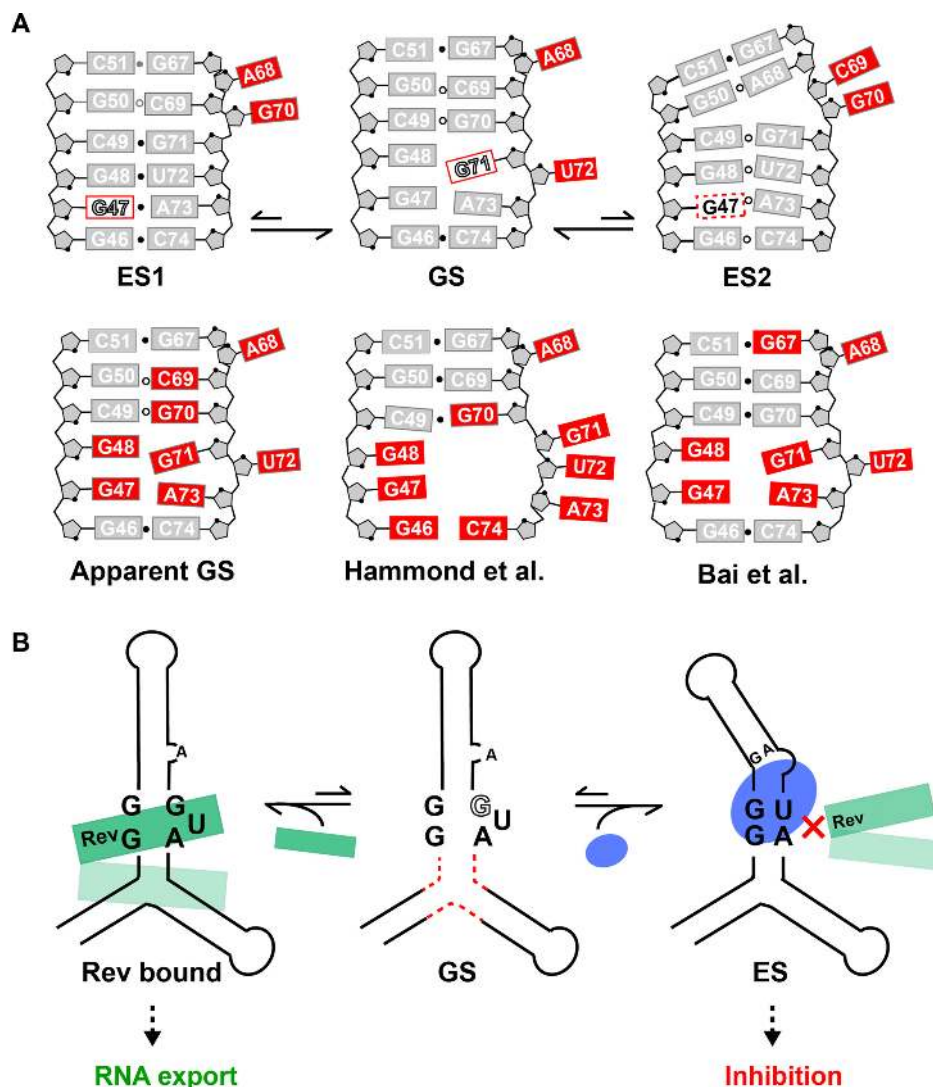 A
C51 G67 A68
G50 C69 G70
C49 G71
G48 U72
G47 A73
G46 C74
ES1
C51 G67 A68
G50 C69
C49 G70
G48 G71 U72
G47 A73
G46 C74
GS
C51 G67 C69
G50 A68 G70
C49 G71
G48 U72
G47 A73
G46 C74
ES2
C51 G67 A68
G50 C69
C49 G70
G48 G71 U72
G47 A73
G46 C74
Apparent GS
C51 G67 A68
G50 C69
C49 G70 G71
G48 U72
G47 A73
G46 C74
Hammond et al.
C51 G67 A68
G50 C69
C49 G70
G48 G71 U72
G47 A73
G46 C74
Bai et al.
B
A
G G
U
Rev G A
Rev bound
RNA export
A
G G
U
G A
GS
G A
G U
G A
Rev
ES
Inhibition